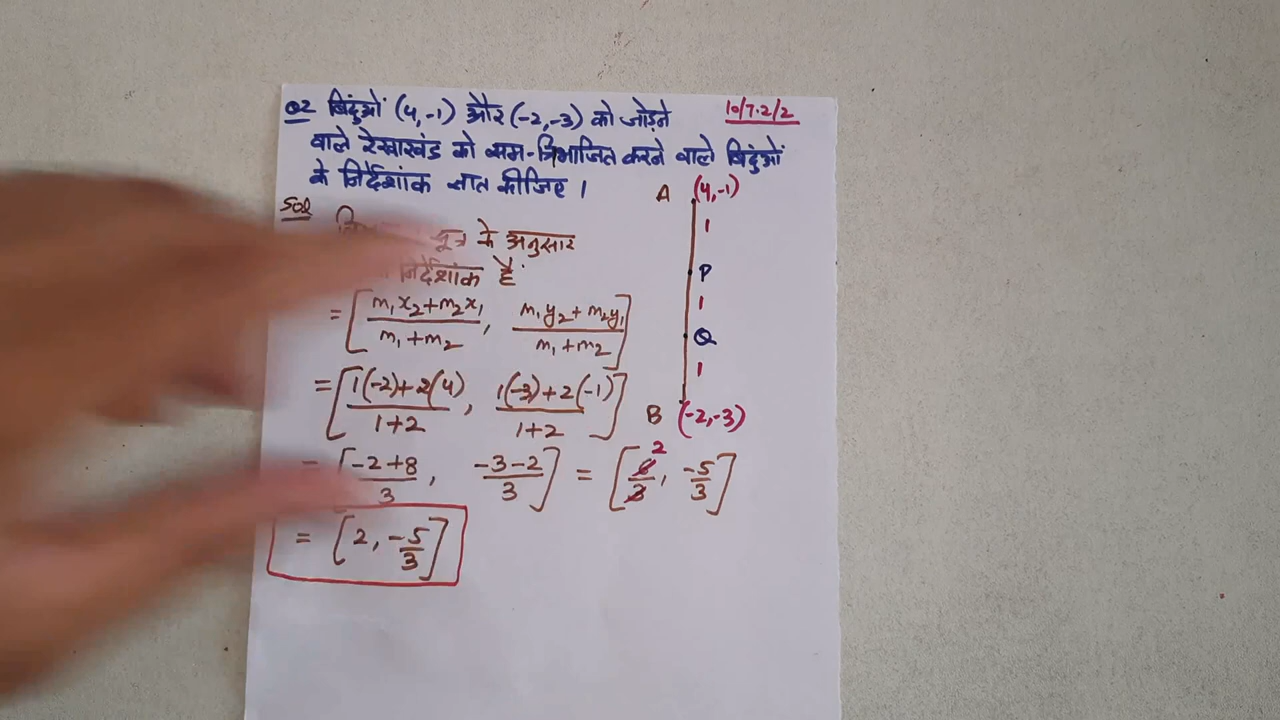 Q2 बिंदुओं (4,-1) और (-2,-3) को जोड़ने
10/7.2/2
वाले रेखाखंड को सम-त्रिभाजित करने वाले बिंदुओं
के निर्देशांक ज्ञात कीजिए ।
A (4,-1)
Sol
सूत्र के अनुसार
1
निर्देशांक है
P
= [m₁x₂+m₂x₁/m₁+m₂, m₁y₂+m₂y₁/m₁+m₂]
1
Q
= [1(-2)+2(4)/1+2, 1(-3)+2(-1)/1+2]
1
B (-2,-3)
= [-2+8/3, -3-2/3] = [6/3 2, -5/3]
= [2, -5/3]